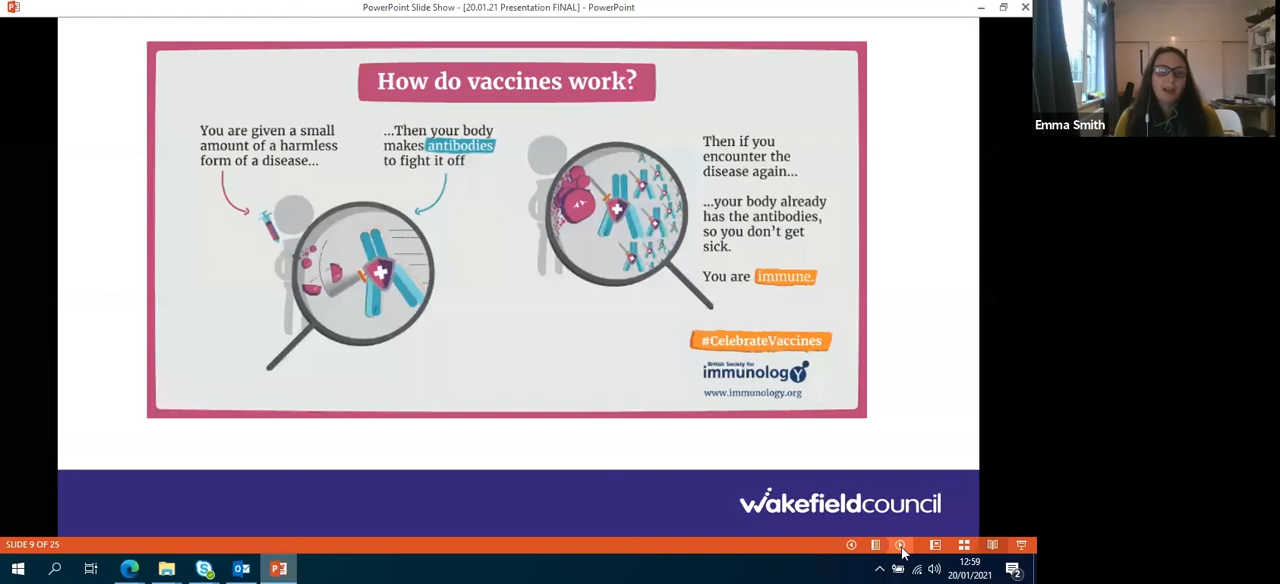 PowerPoint Slide Show - [20.01.21 Presentation FINAL] - PowerPoint
How do vaccines work?
You are given a small
amount of a harmless
form of a disease...
...Then your body
makes antibodies
to fight it off
Then if you
encounter the
disease again...
...your body already
has the antibodies,
so you don't get
sick.
You are immune.
#CelebrateVaccines
British Society for
immunology
www.immunology.org
wakefieldcouncil
Emma Smith
SLIDE 9 OF 25
12:59
20/01/2021
2